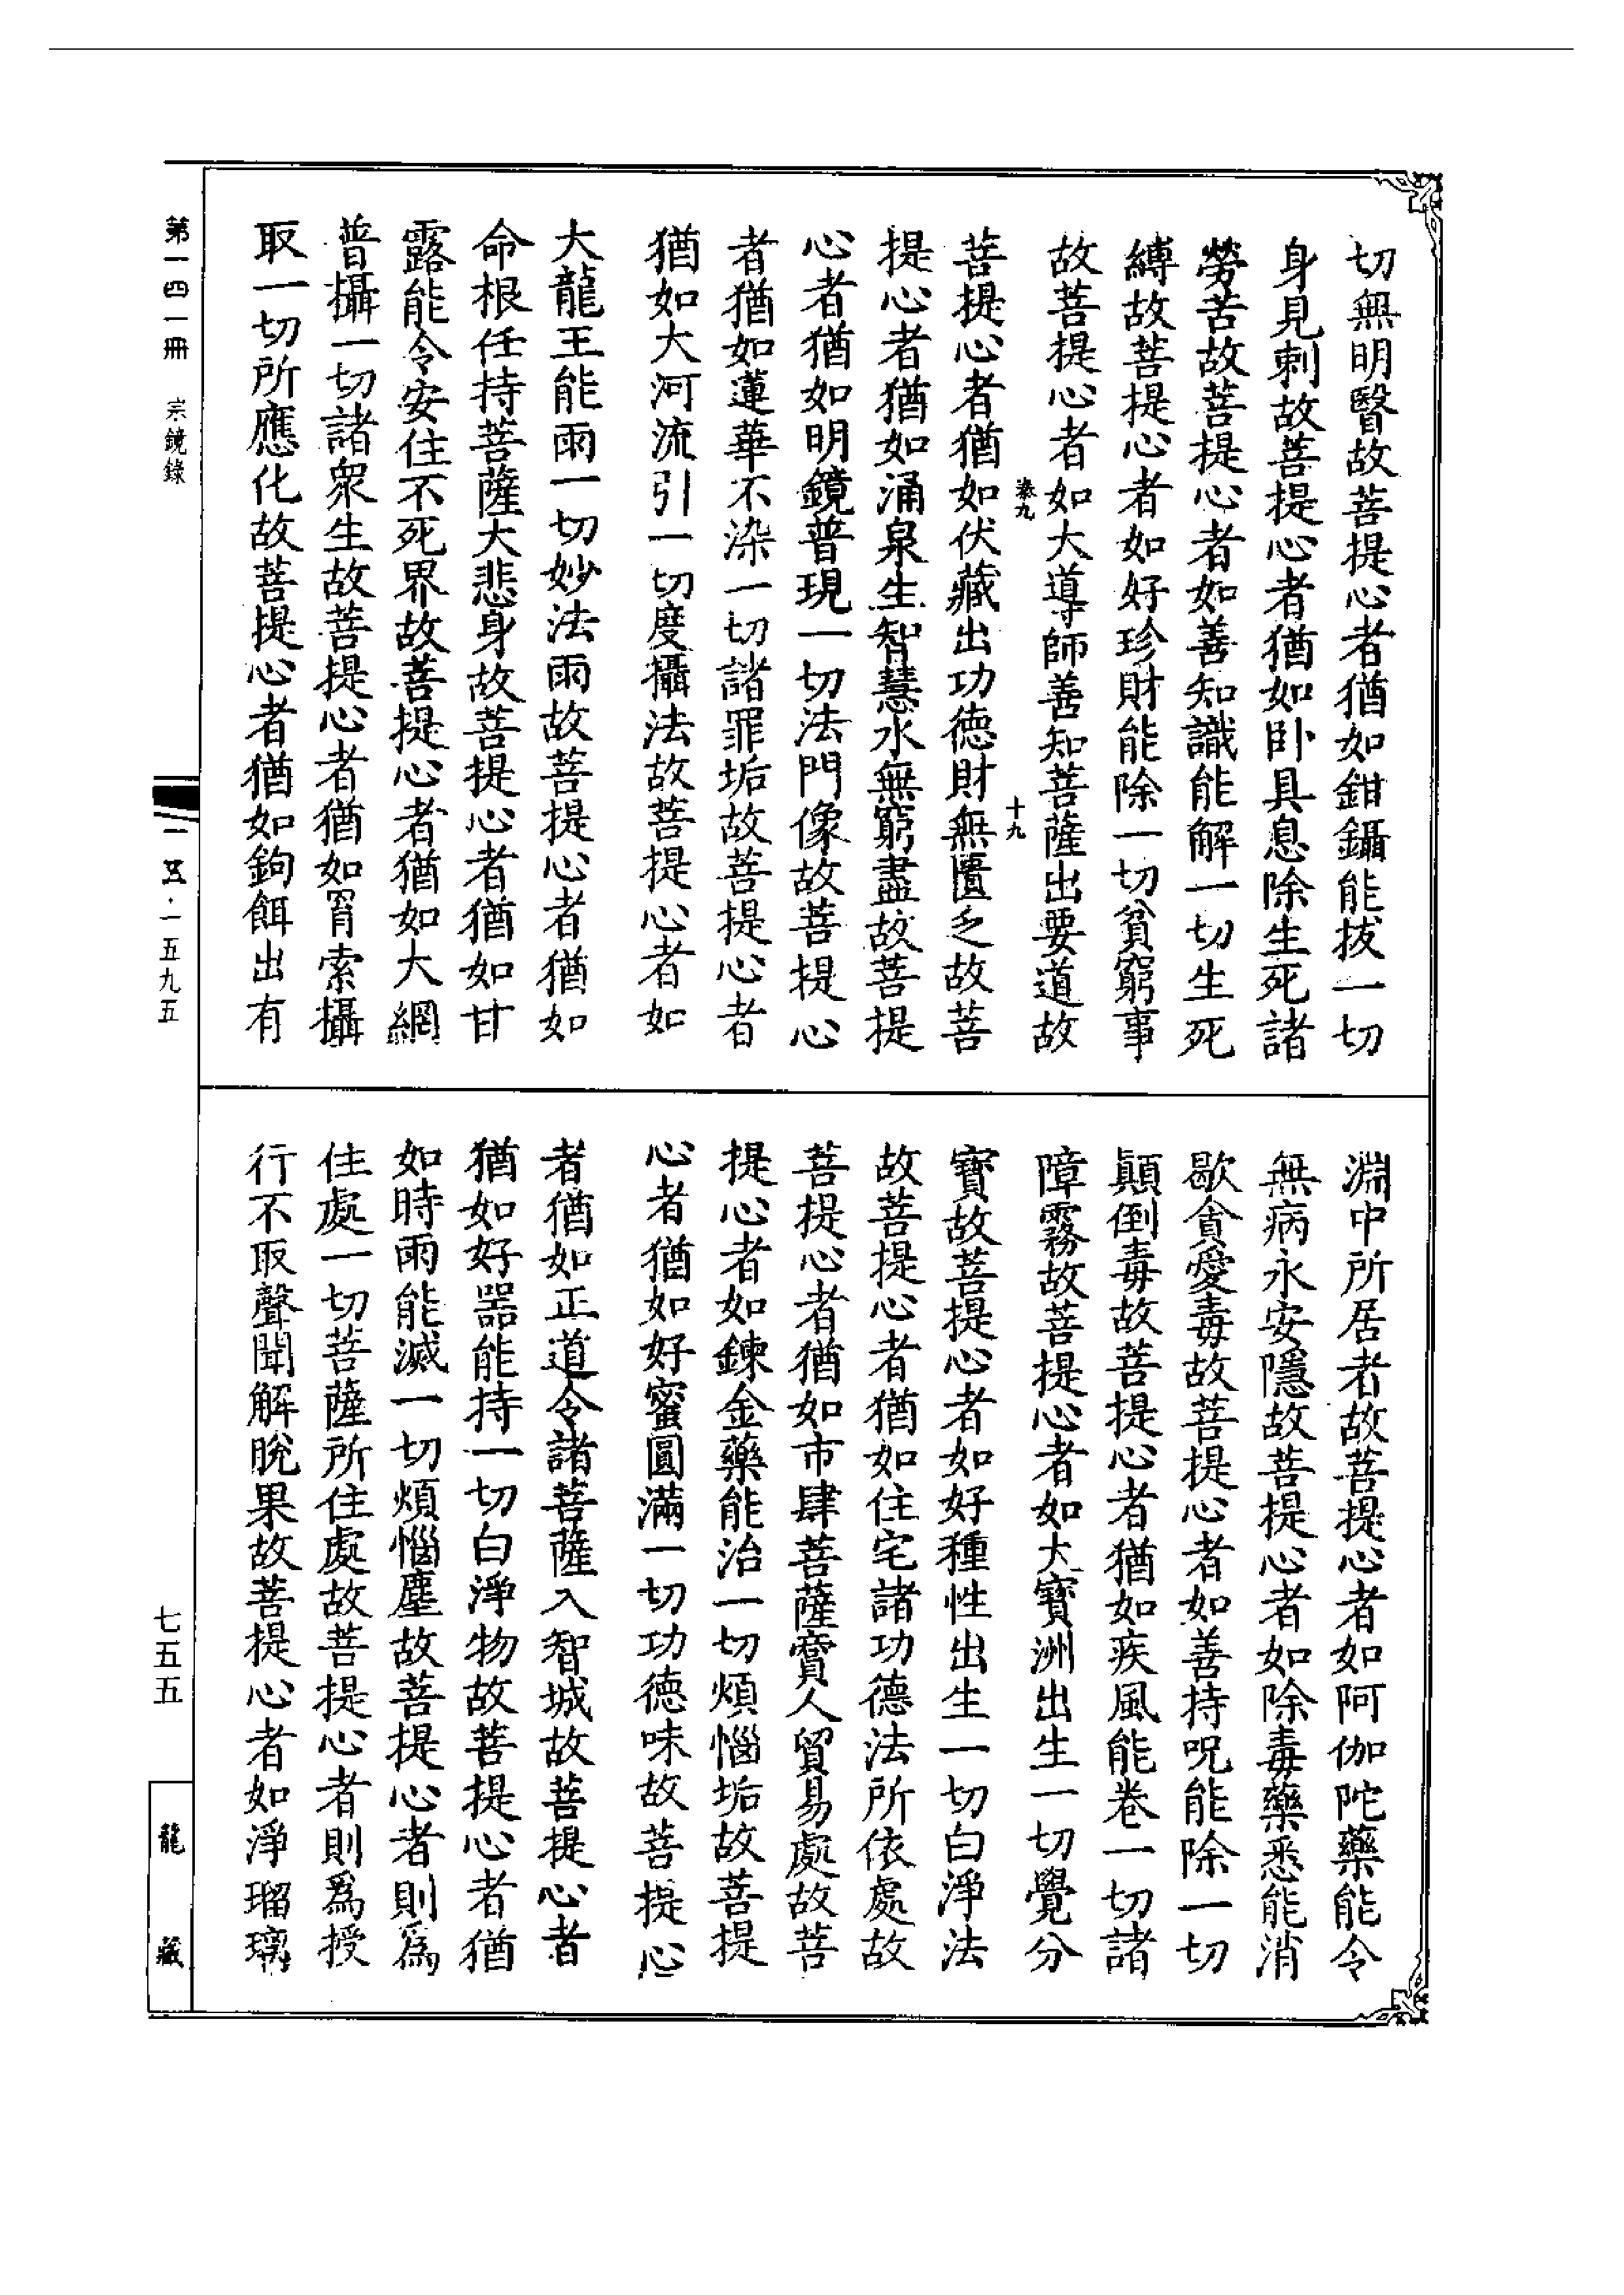 切無明瞖故菩提心者猶如鉗鑷能拔一切
身見刺故菩提心者猶如卧具息除生死諸
勞苦故菩提心者如善知識能解一切生死
縛故菩提心者如好珍財能除一切貧窮事
故菩提心者如大導師善知菩薩出要道故
菩提心者猶如伏藏出功德財無匱乏故菩
提心者猶如涌泉生智慧水無窮盡故菩提
心者猶如明鏡普現一切法門像故菩提心
者猶如蓮華不染一切諸罪垢故菩提心者
猶如大河流引一切度攝法故菩提心者如
大龍王能雨一切妙法雨故菩提心者猶如
命根任持菩薩大悲身故菩提心者猶如甘
露能令安住不死界故菩提心者猶如大網
普攝一切諸眾生故菩提心者猶如罥索攝
取一切所應化故菩提心者猶如鉤餌出有
淵中所居者故菩提心者如阿伽陀藥能令
無病永安隱故菩提心者如除毒藥悉能消
歇貪愛毒故菩提心者如善持呪能除一切
顛倒毒故菩提心者猶如疾風能卷一切諸
障霧故菩提心者如大寶洲出生一切覺分
寶故菩提心者如好種性出生一切白淨法
故菩提心者猶如住宅諸功德法所依處故
菩提心者猶如市肆菩薩賓人貿易處故菩
提心者如鍊金藥能治一切煩惱垢故菩提
心者猶如好蜜圓滿一切功德味故菩提心
者猶如正道令諸菩薩入智城故菩提心者
猶如好器能持一切白淨物故菩提心者猶
如時雨能滅一切煩惱塵故菩提心者則為
住處一切菩薩所住處故菩提心者則為授
行不取聲聞解脫果故菩提心者如淨瑠璃
十九
第一四一冊 宗鏡錄
一五·一五九五
七五五
龍藏